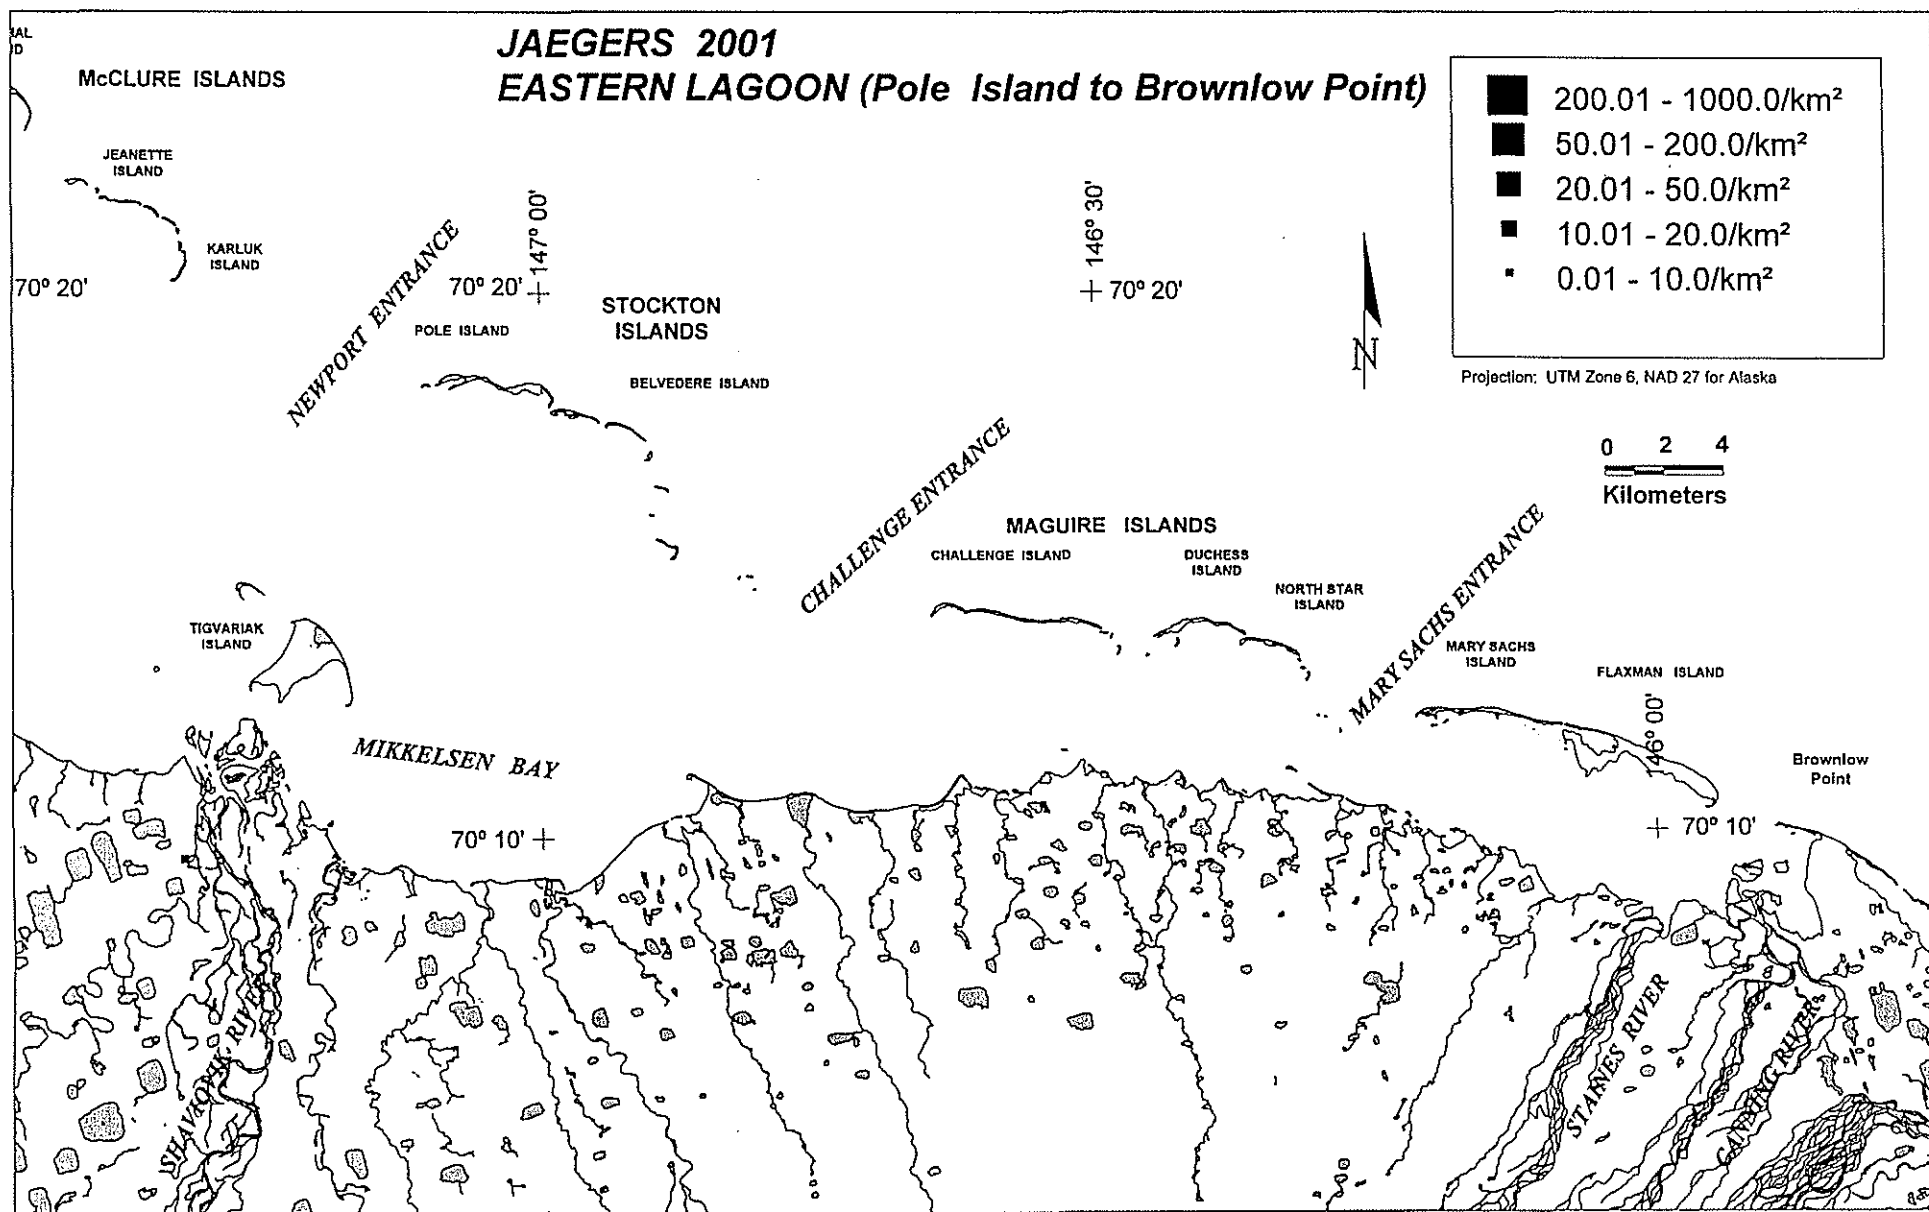 JAEGERS 2001
EASTERN LAGOON (Pole Island to Brownlow Point)
McCLURE ISLANDS
JEANETTE
ISLAND
KARLUK
ISLAND
70° 20'
NEWPORT ENTRANCE
70° 20'
147° 00'
POLE ISLAND
STOCKTON
ISLANDS
BELVEDERE ISLAND
146° 30'
70° 20'
N
200.01 - 1000.0/km²
50.01 - 200.0/km²
20.01 - 50.0/km²
10.01 - 20.0/km²
0.01 - 10.0/km²
Projection: UTM Zone 6, NAD 27 for Alaska
0 2 4
Kilometers
CHALLENGE ENTRANCE
MAGUIRE ISLANDS
CHALLENGE ISLAND
DUCHESS
ISLAND
NORTH STAR
ISLAND
MARY SACHS ENTRANCE
MARY SACHS
ISLAND
FLAXMAN ISLAND
146° 00'
Brownlow
Point
70° 10'
TIGVARIAK
ISLAND
MIKKELSEN BAY
70° 10'
SHAVIOVIK RIVER
STAINES RIVER
CANNING RIVER